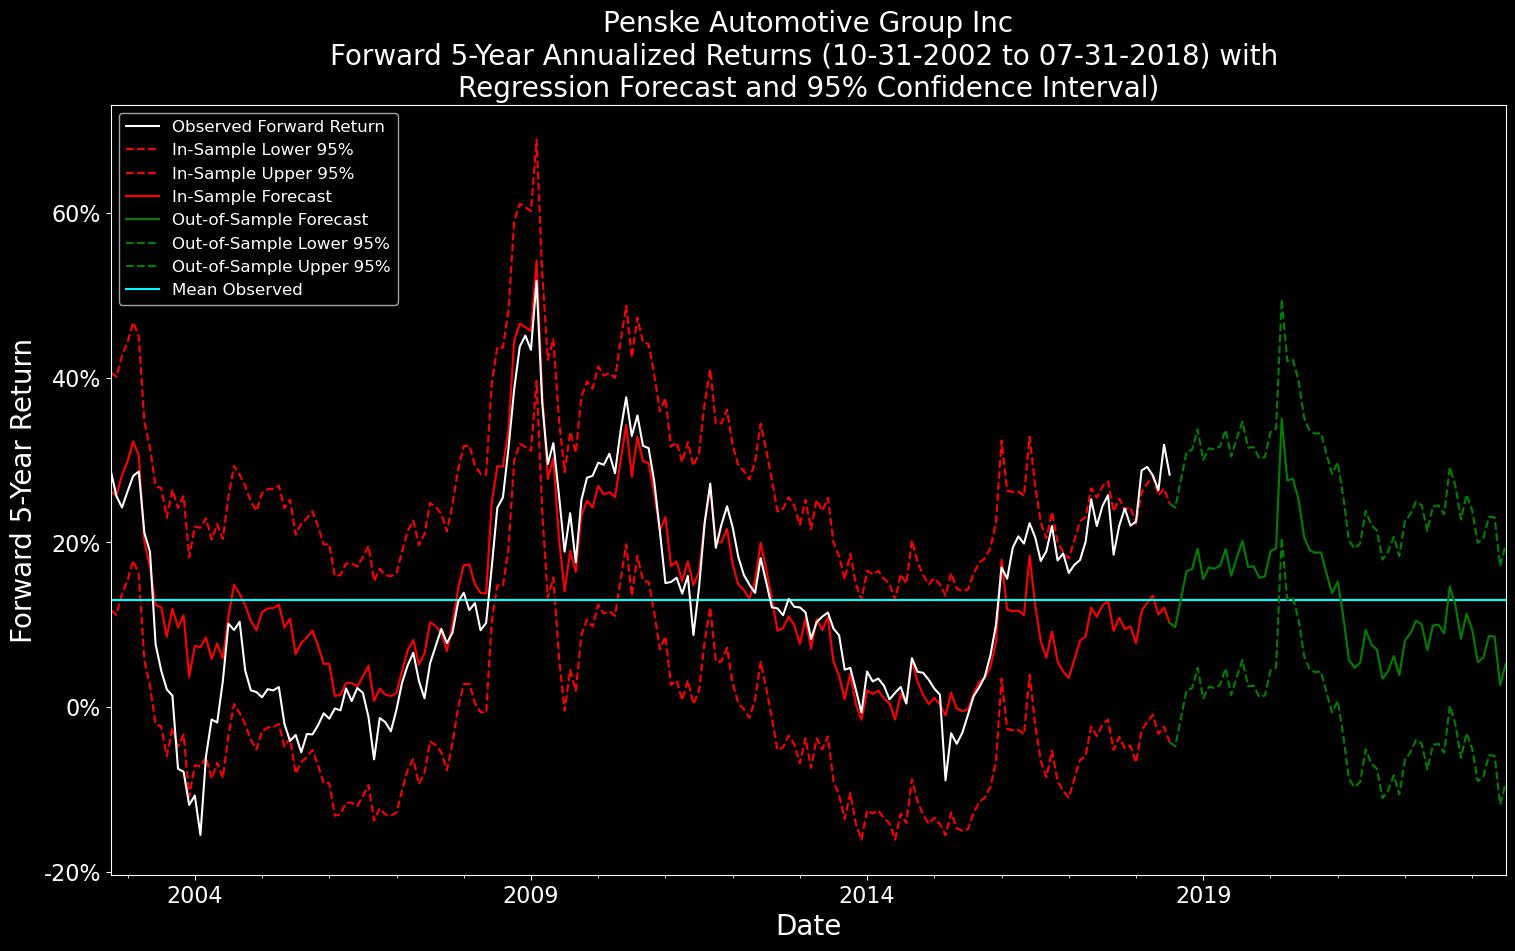 Penske Automotive Group Inc
Forward 5-Year Annualized Returns (10-31-2002 to 07-31-2018) with
Regression Forecast and 95% Confidence Interval)
Observed Forward Return
In-Sample Lower 95%
In-Sample Upper 95%
In-Sample Forecast
Out-of-Sample Forecast
Out-of-Sample Lower 95%
Out-of-Sample Upper 95%
Mean Observed
Forward 5-Year Return
60%
40%
20%
0%
-20%
2004
2009
2014
2019
Date